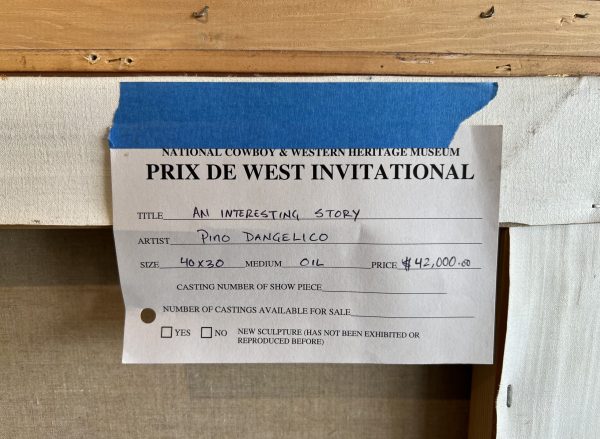 NATIONAL COWBOY & WESTERN HERITAGE MUSEUM
PRIX DE WEST INVITATIONAL
TITLE AN INTERESTING STORY
ARTIST PINO DANGELICO
SIZE 40X30 MEDIUM OIL PRICE $42,000.00
CASTING NUMBER OF SHOW PIECE
NUMBER OF CASTINGS AVAILABLE FOR SALE
YES NO NEW SCULPTURE (HAS NOT BEEN EXHIBITED OR
REPRODUCED BEFORE)